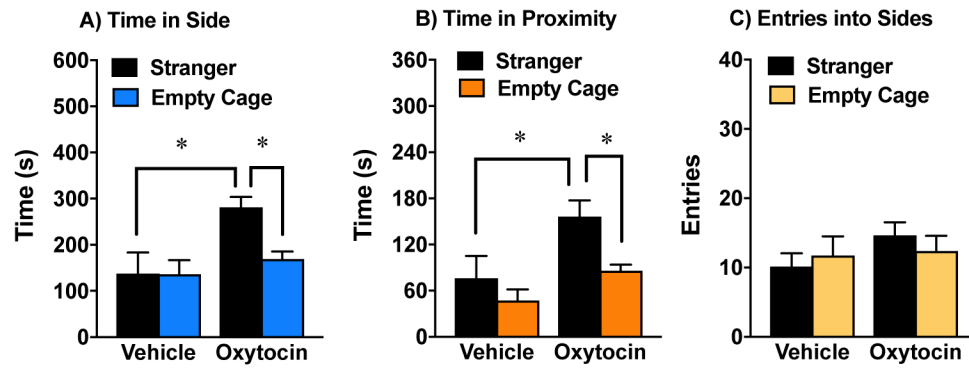 A) Time in Side
600
500
400
300
200
100
0
Time (s)
Stranger
Empty Cage
*
*
Vehicle Oxytocin
B) Time in Proximity
360
300
240
180
120
60
0
Time (s)
Stranger
Empty Cage
*
*
Vehicle Oxytocin
C) Entries into Sides
40
30
20
10
0
Entries
Stranger
Empty Cage
Vehicle Oxytocin